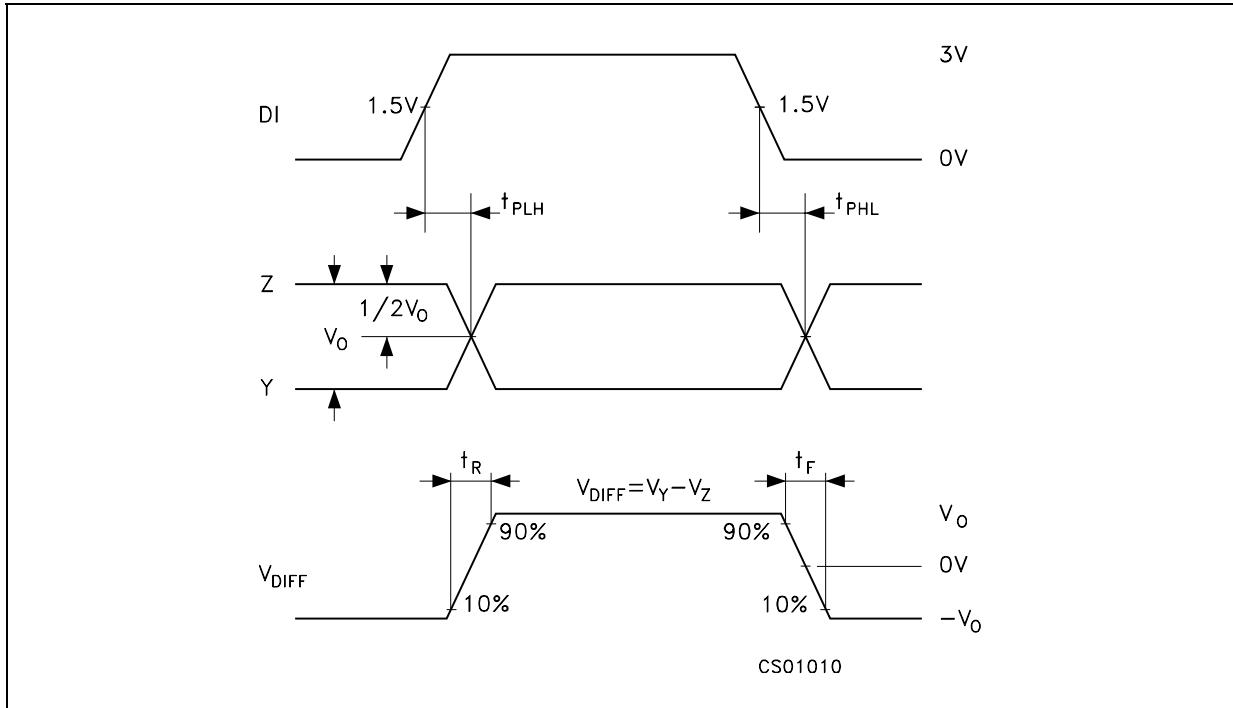 3V
1.5V
1.5V
DI
0V
tPLH
tPHL
Z
1/2VO
VO
Y
tR
tF
VDIFF=VY−VZ
VO
90%
90%
0V
VDIFF
10%
10%
−VO
CS01010